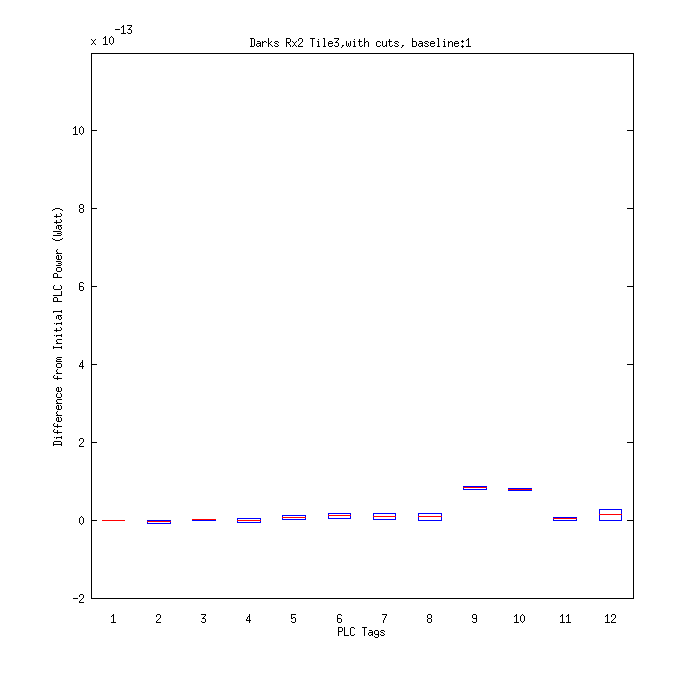 x 10-13
Darks Rx2 Tile3,with cuts, baseline:1
Difference from Initial PLC Power (Watt)
10
8
6
4
2
0
-2
1 2 3 4 5 6 7 8 9 10 11 12
PLC Tags